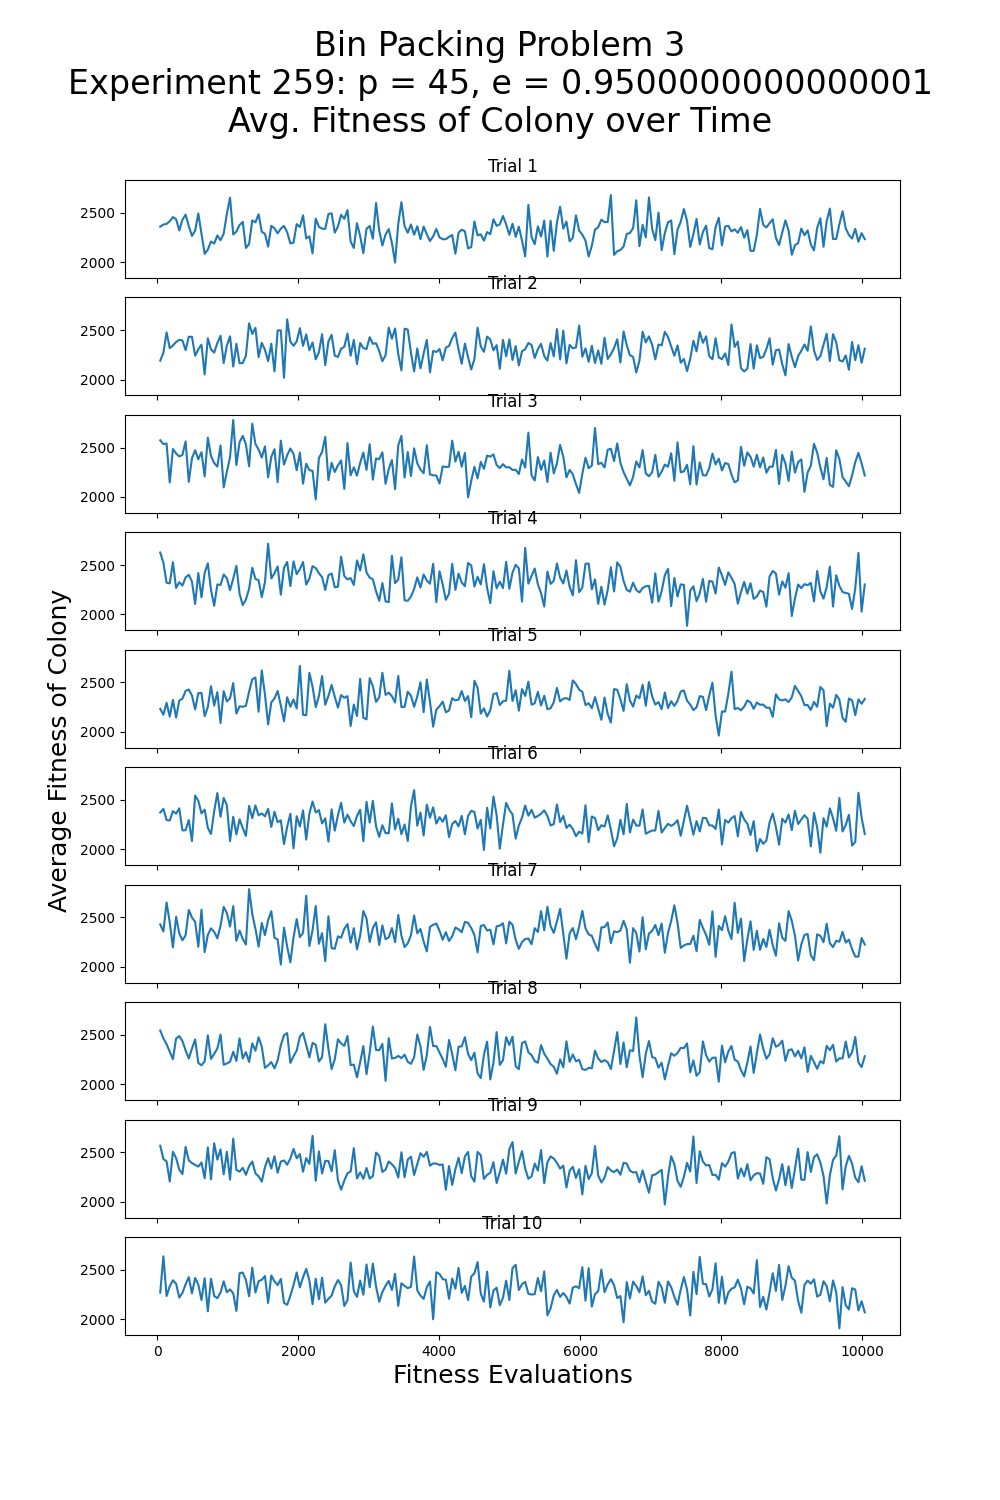 Bin Packing Problem 3
Experiment 259: p = 45, e = 0.9500000000000001
Avg. Fitness of Colony over Time
Trial 1
2500
2000
Trial 2
2500
2000
Trial 3
2500
2000
Trial 4
2500
2000
Trial 5
2500
2000
Trial 6
2500
2000
Trial 7
2500
2000
Trial 8
2500
2000
Trial 9
2500
2000
Trial 10
2500
2000
0 2000 4000 6000 8000 10000
Fitness Evaluations
Average Fitness of Colony